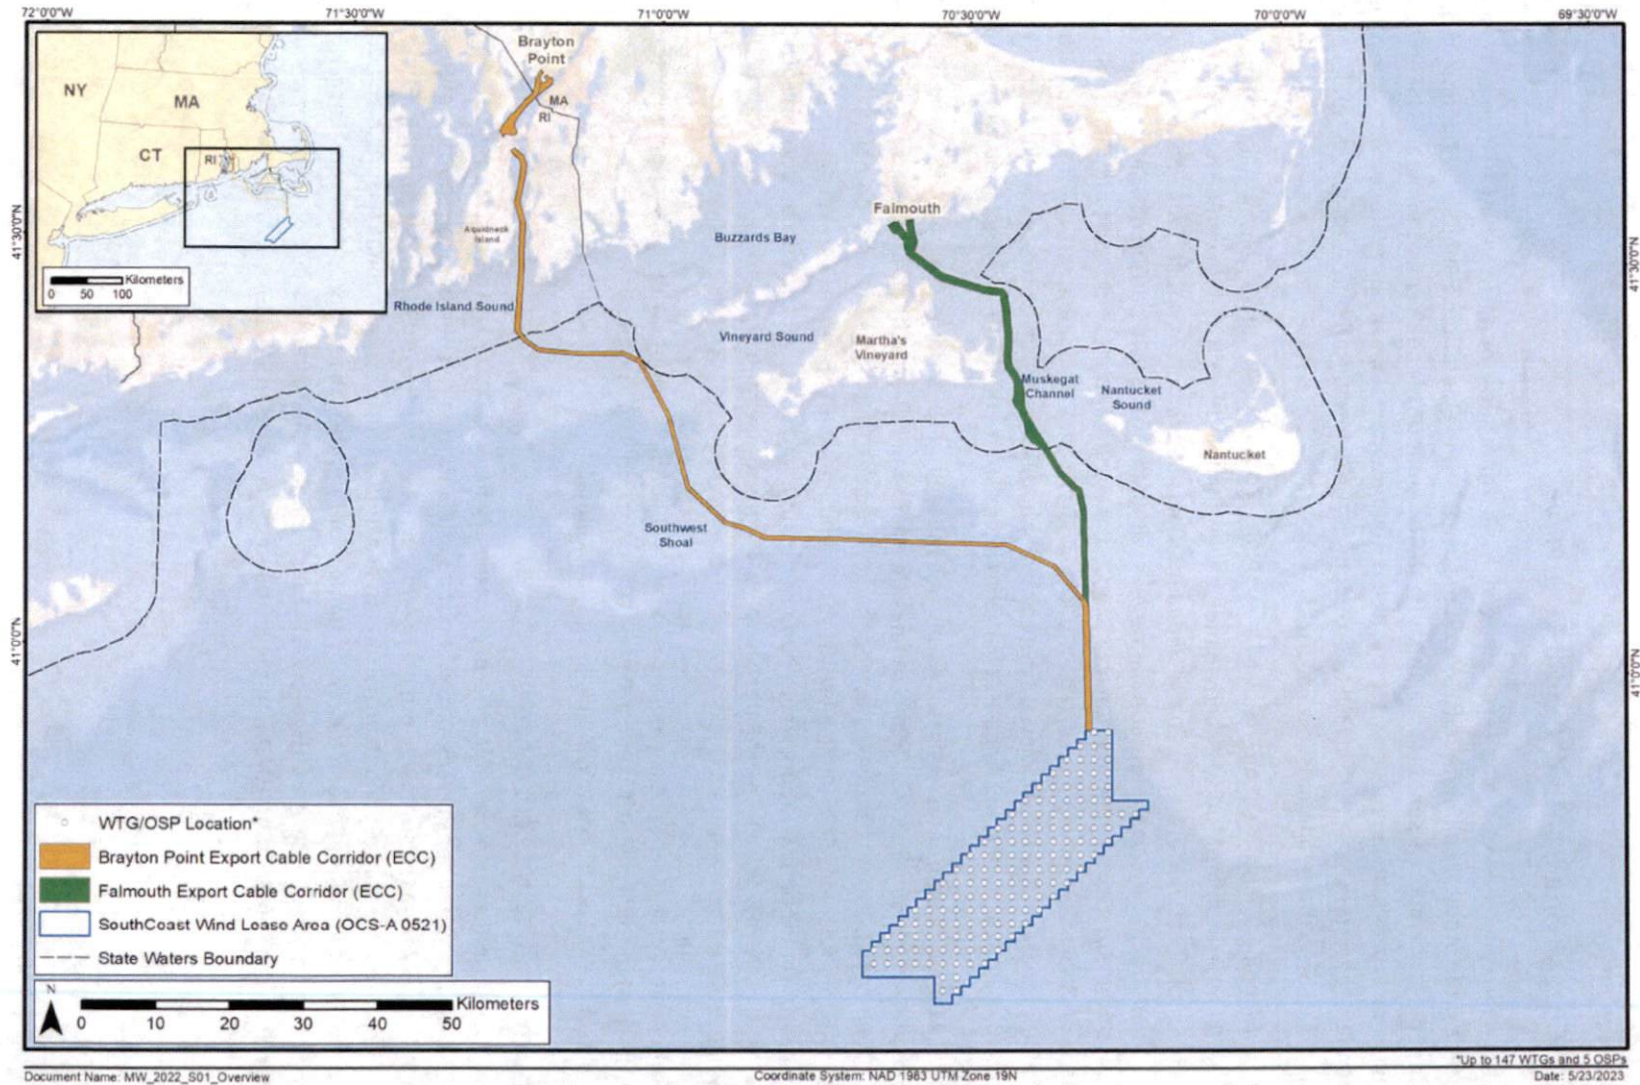 72°0'0"W
71°30'0"W
71°0'0"W
70°30'0"W
70°0'0"W
69°30'0"W
NY
MA
CT
RI
Kilometers
0 50 100
Brayton
Point
MA
RI
Aquidneck
Island
Rhode Island Sound
Buzzards Bay
Falmouth
Vineyard Sound
Martha's
Vineyard
Muskegat
Channel
Nantucket
Sound
Nantucket
Southwest
Shoal
41°30'0"N
41°30'0"N
41°0'0"N
41°0'0"N
WTG/OSP Location*
Brayton Point Export Cable Corridor (ECC)
Falmouth Export Cable Corridor (ECC)
SouthCoast Wind Lease Area (OCS-A 0521)
State Waters Boundary
N
Kilometers
0 10 20 30 40 50
*Up to 147 WTGs and 5 OSPs
Document Name: MW_2022_S01_Overview
Coordinate System: NAD 1983 UTM Zone 19N
Date: 5/23/2023